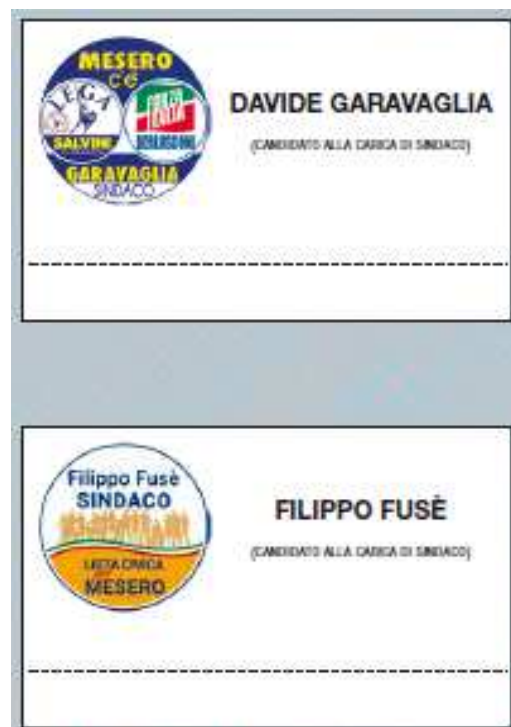 MESERO
C'È
LEGA
SALVINI
FORZA
ITALIA
BERLUSCONI
GARAVAGLIA
SINDACO
DAVIDE GARAVAGLIA
(CANDIDATO ALLA CARICA DI SINDACO)
Filippo Fusè
SINDACO
LISTA CIVICA
MESERO
FILIPPO FUSÈ
(CANDIDATO ALLA CARICA DI SINDACO)